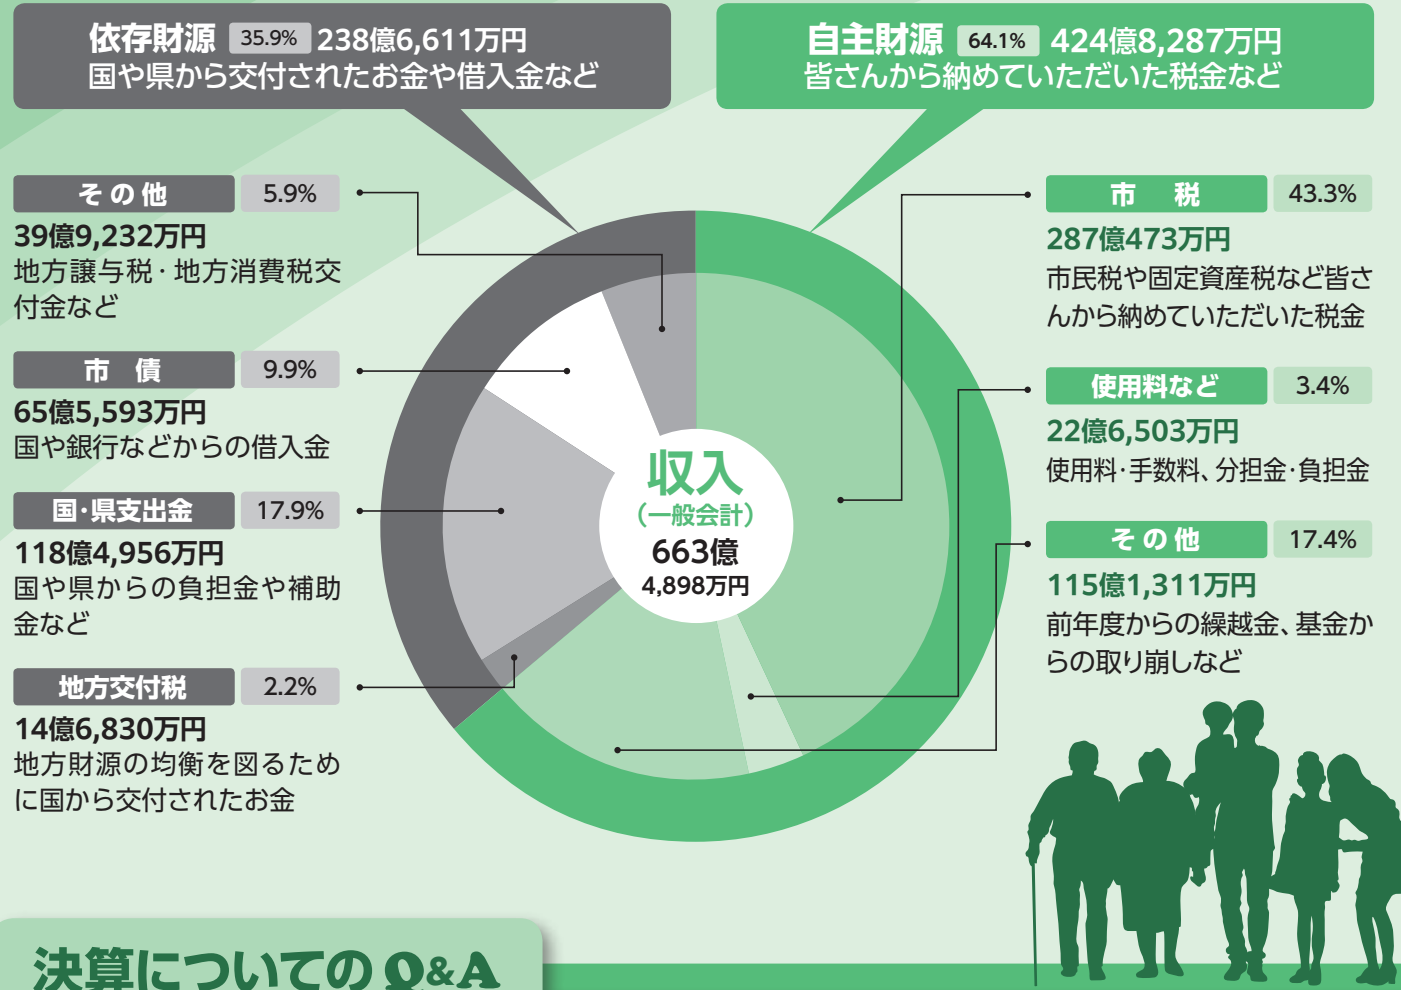 依存財源 35.9% 238億6,611万円
国や県から交付されたお金や借入金など
自主財源 64.1% 424億8,287万円
皆さんから納めていただいた税金など
その他 5.9%
39億9,232万円
地方譲与税・地方消費税交
付金など
市 債 9.9%
65億5,593万円
国や銀行などからの借入金
国・県支出金 17.9%
118億4,956万円
国や県からの負担金や補助
金など
地方交付税 2.2%
14億6,830万円
地方財源の均衡を図るため
に国から交付されたお金
収入
（一般会計）
663億
4,898万円
市 税 43.3%
287億473万円
市民税や固定資産税など皆さ
んから納めていただいた税金
使用料など 3.4%
22億6,503万円
使用料・手数料、分担金・負担金
その他 17.4%
115億1,311万円
前年度からの繰越金、基金か
らの取り崩しなど
決算についてのQ&A